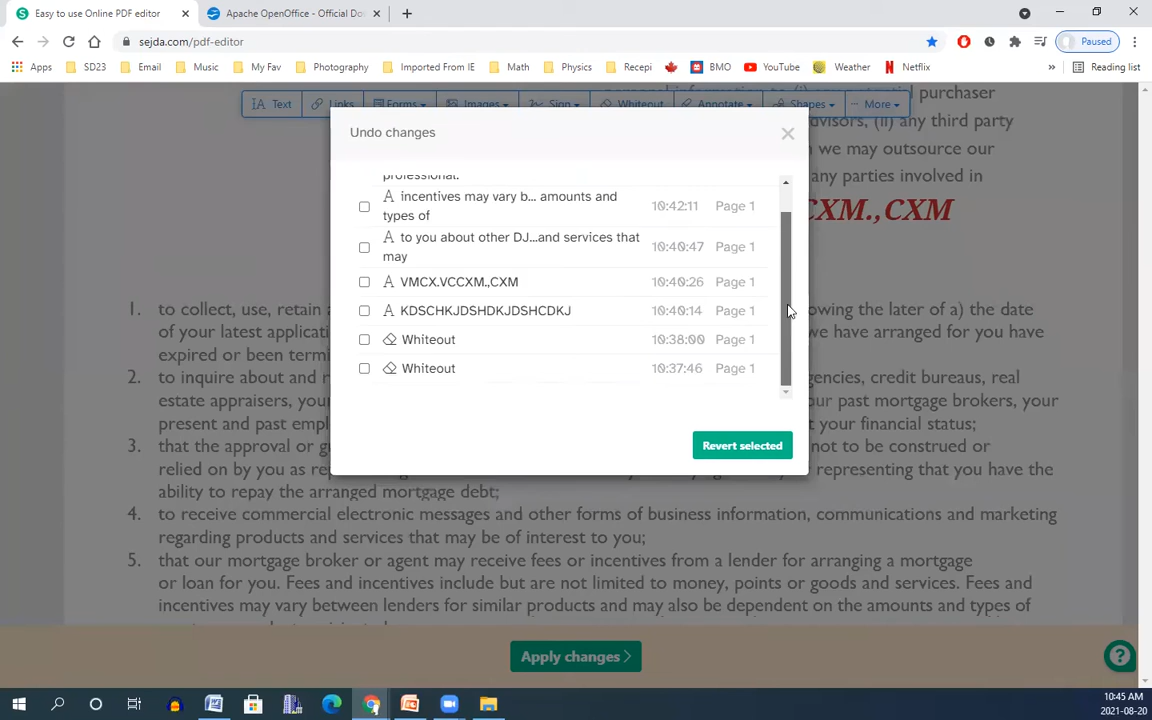 Easy to use Online PDF editor
Apache OpenOffice - Official Do
sejda.com/pdf-editor
Paused
Apps
SD23
Email
Music
My Fav
Photography
Imported From IE
Math
Physics
Recepi
BMO
YouTube
Weather
Netflix
»
Reading list
Text
Links
Forms
Images
Sign
Whiteout
Annotate
Shapes
More
purchaser
Undo changes
professional.
incentives may vary b... amounts and
types of
10:42:11 Page 1
to you about other DJ...and services that
may
10:40:47 Page 1
VMCX.VCCXM.,CXM 10:40:26 Page 1
KDSCHKJDSHDKJDSHCDKJ 10:40:14 Page 1
Whiteout 10:38:00 Page 1
Whiteout 10:37:46 Page 1
Revert selected
(ii) any third party
we may outsource our
any parties involved in
CXM.,CXM
1. to collect, use, retain owing the later of a) the date
of your latest applicati we have arranged for you have
expired or been termi
2. to inquire about and r gencies, credit bureaus, real
estate appraisers, your ur past mortgage brokers, your
present and past empl t your financial status;
3. that the approval or g not to be construed or
relied on by you as rep representing that you have the
ability to repay the arranged mortgage debt;
4. to receive commercial electronic messages and other forms of business information, communications and marketing
regarding products and services that may be of interest to you;
5. that our mortgage broker or agent may receive fees or incentives from a lender for arranging a mortgage
or loan for you. Fees and incentives include but are not limited to money, points or goods and services. Fees and
incentives may vary between lenders for similar products and may also be dependent on the amounts and types of
Apply changes
?
10:45 AM
2021-08-20